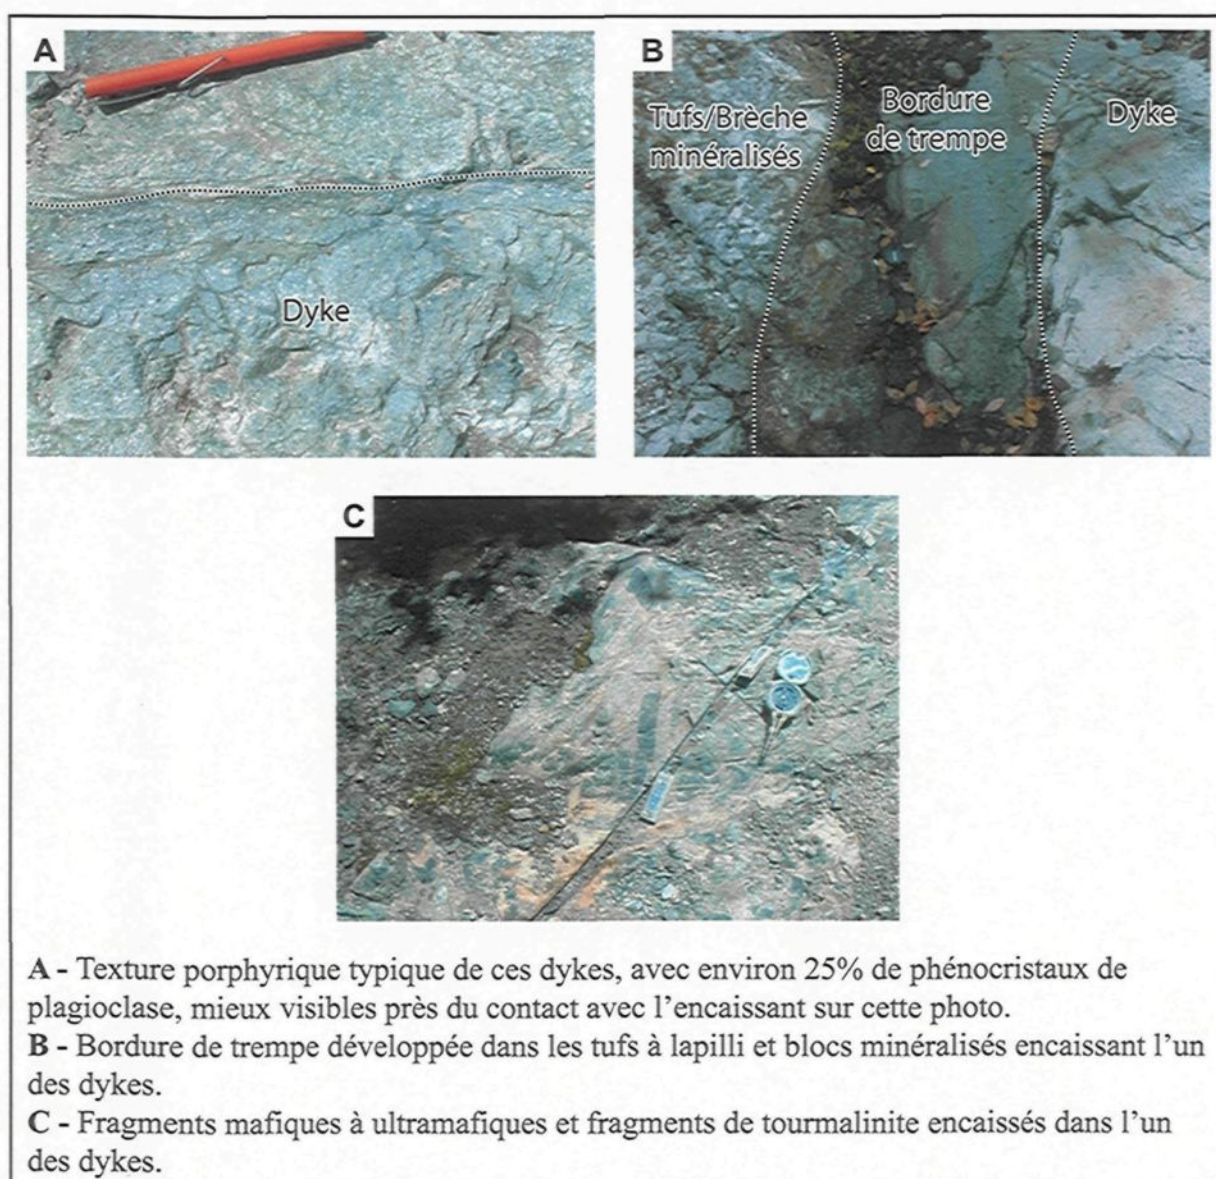 A
Dyke
B
Tufs/Brèche
minéralisés
Bordure
de trempe
Dyke
C
A - Texture porphyrique typique de ces dykes, avec environ 25% de phénocristaux de
plagioclase, mieux visibles près du contact avec l'encaissant sur cette photo.
B - Bordure de trempe développée dans les tufs à lapilli et blocs minéralisés encaissant l'un
des dykes.
C - Fragments mafiques à ultramafiques et fragments de tourmalinite encaissés dans l'un
des dykes.